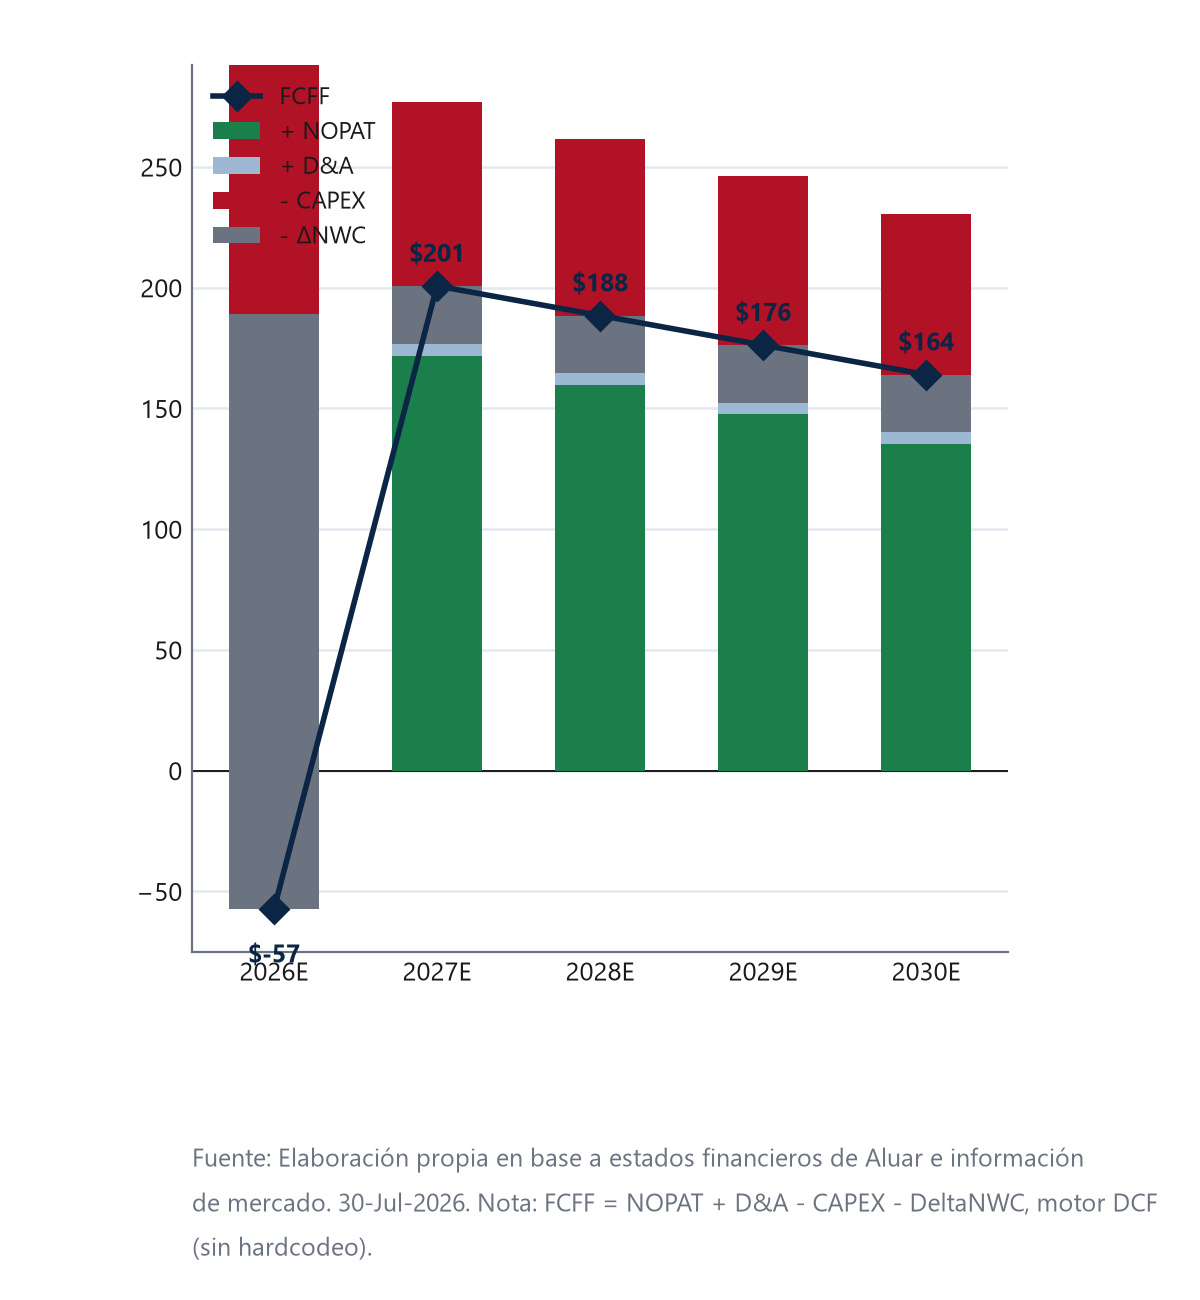 FCFF
+ NOPAT
+ D&A
- CAPEX
- ΔNWC
250
200
150
100
50
0
−50
$201
$188
$176
$164
$-57
2026E
2027E
2028E
2029E
2030E
Fuente: Elaboración propia en base a estados financieros de Aluar e información
de mercado. 30-Jul-2026. Nota: FCFF = NOPAT + D&A - CAPEX - DeltaNWC, motor DCF
(sin hardcodeo).